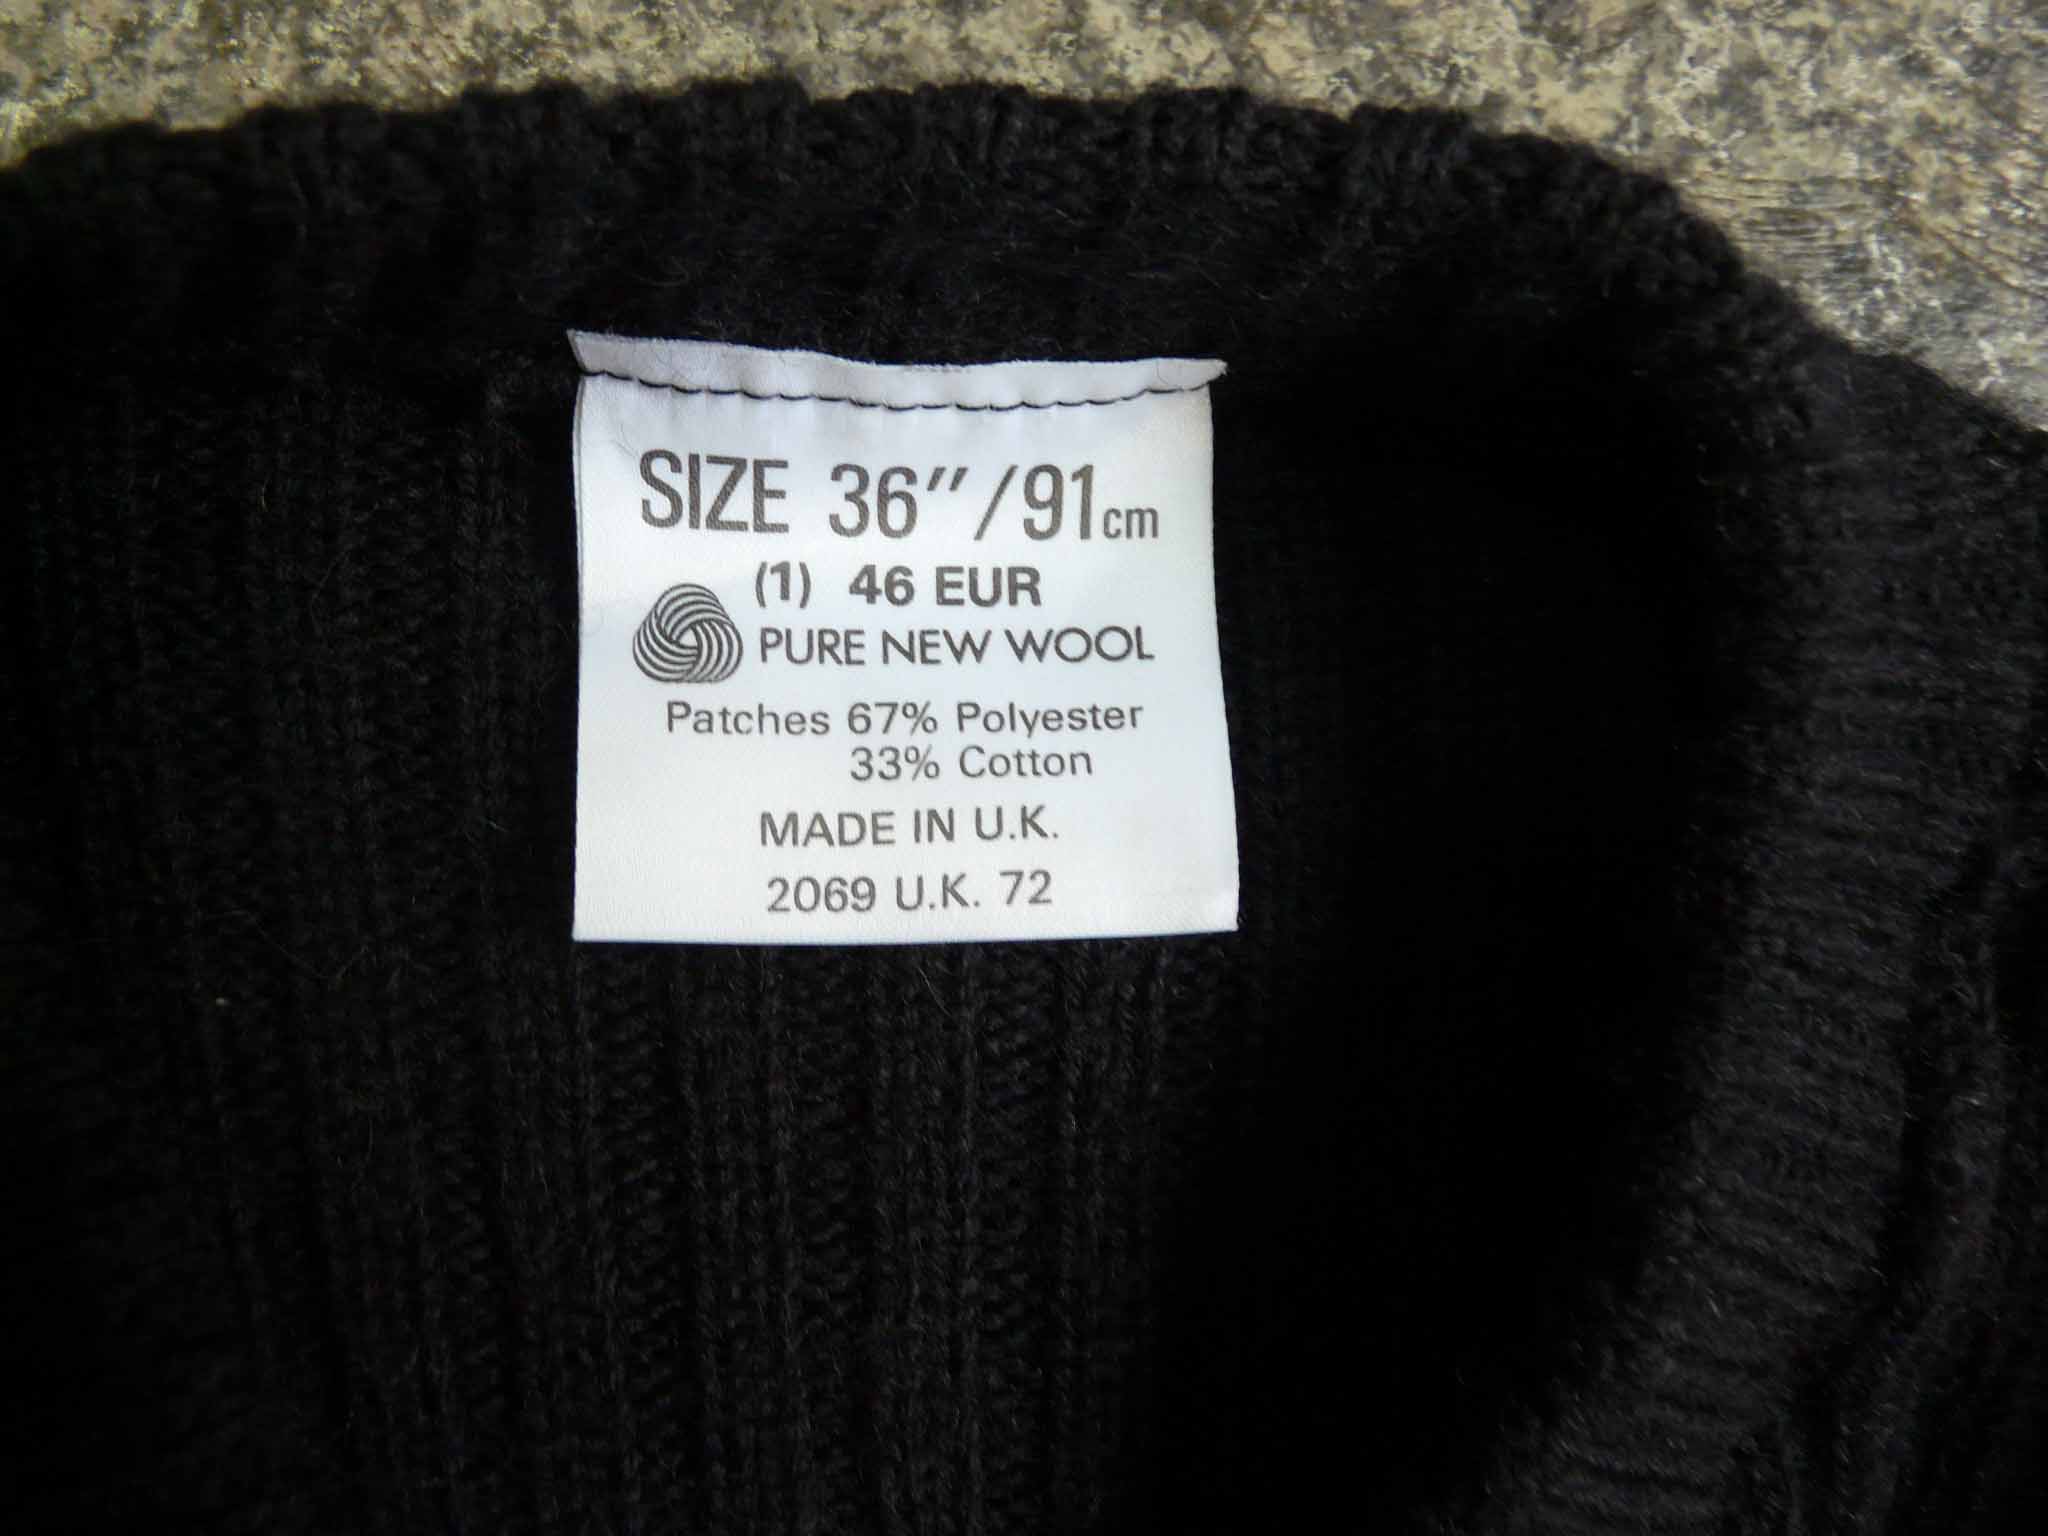 SIZE 36″/91cm
(1) 46 EUR
PURE NEW WOOL
Patches 67% Polyester
33% Cotton
MADE IN U.K.
2069 U.K. 72